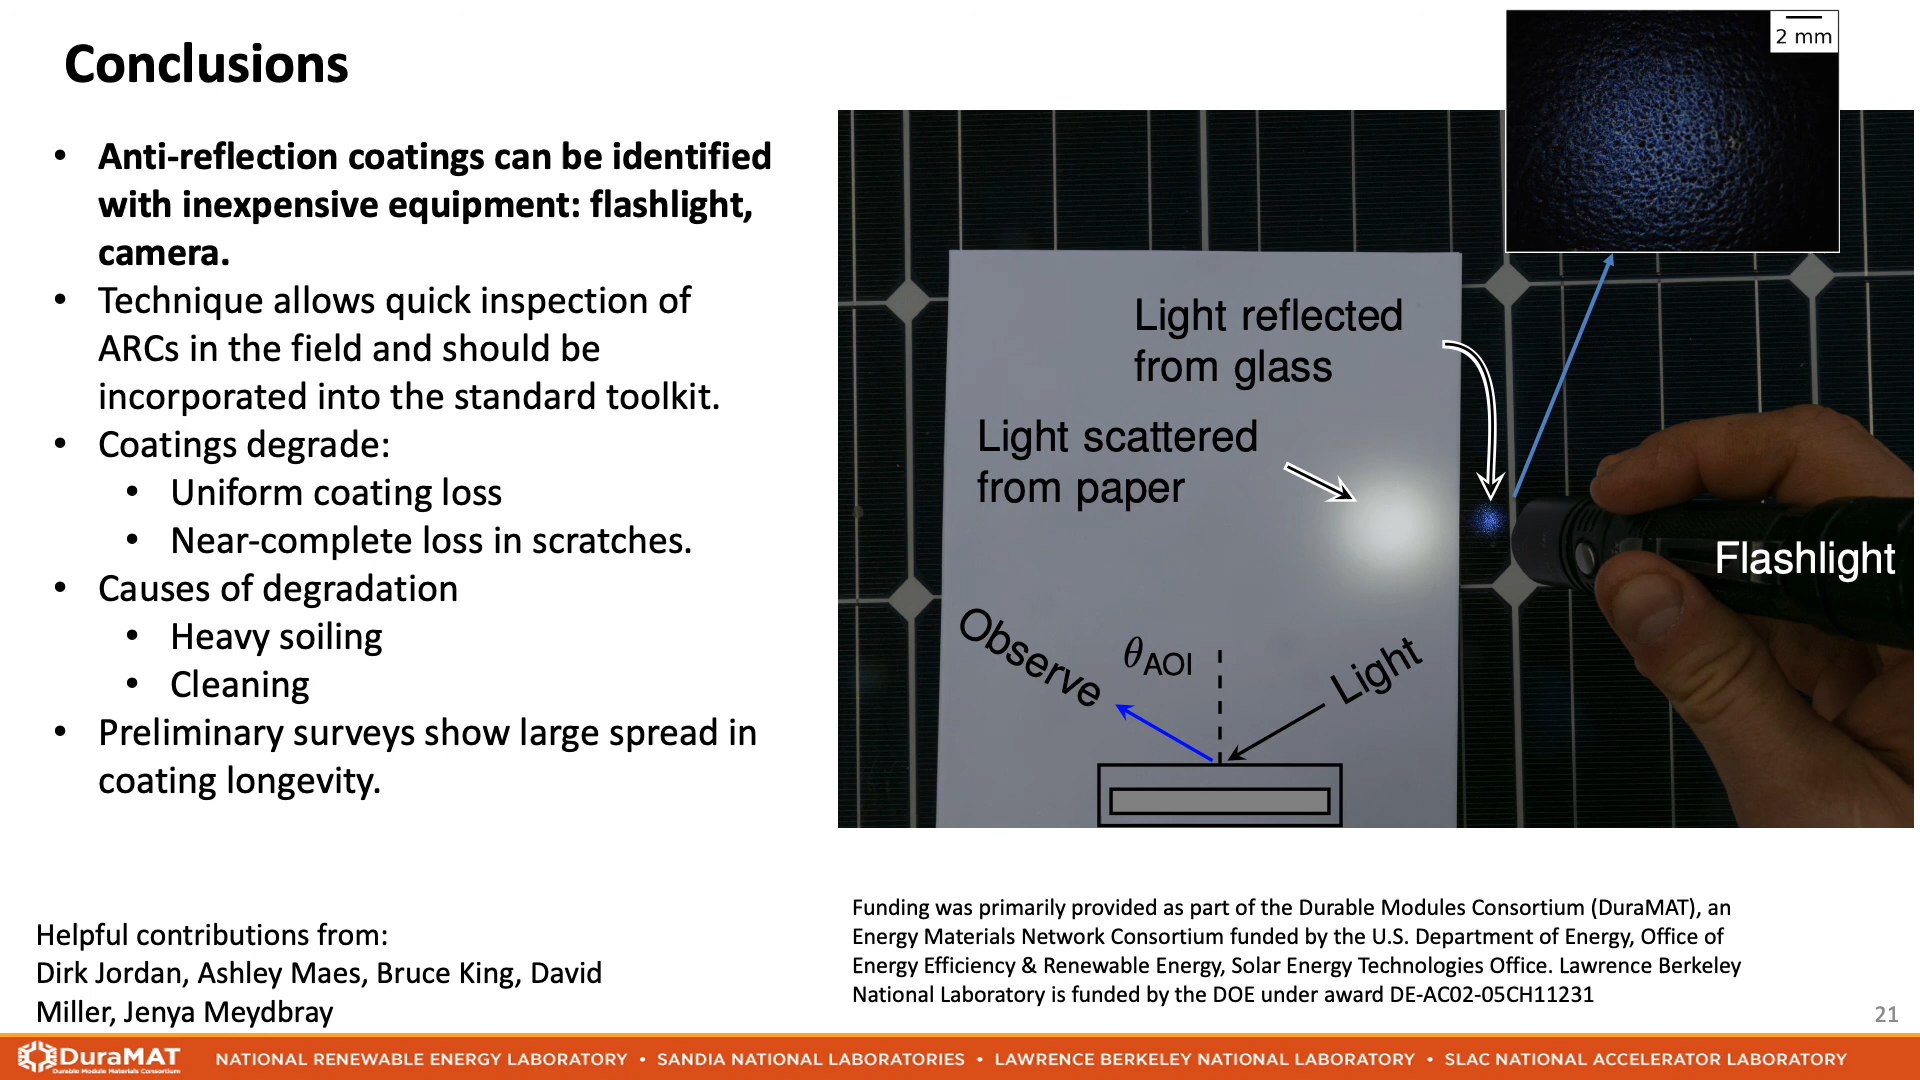 Conclusions
2 mm
• Anti-reflection coatings can be identified
with inexpensive equipment: flashlight,
camera.
• Technique allows quick inspection of
ARCs in the field and should be
incorporated into the standard toolkit.
• Coatings degrade:
• Uniform coating loss
• Near-complete loss in scratches.
• Causes of degradation
• Heavy soiling
• Cleaning
• Preliminary surveys show large spread in
coating longevity.
Light reflected
from glass
Light scattered
from paper
Flashlight
Observe
θAOI
Light
Helpful contributions from:
Dirk Jordan, Ashley Maes, Bruce King, David
Miller, Jenya Meydbray
Funding was primarily provided as part of the Durable Modules Consortium (DuraMAT), an
Energy Materials Network Consortium funded by the U.S. Department of Energy, Office of
Energy Efficiency & Renewable Energy, Solar Energy Technologies Office. Lawrence Berkeley
National Laboratory is funded by the DOE under award DE-AC02-05CH11231
21
DuraMAT
Durable Module Materials Consortium
NATIONAL RENEWABLE ENERGY LABORATORY • SANDIA NATIONAL LABORATORIES • LAWRENCE BERKELEY NATIONAL LABORATORY • SLAC NATIONAL ACCELERATOR LABORATORY